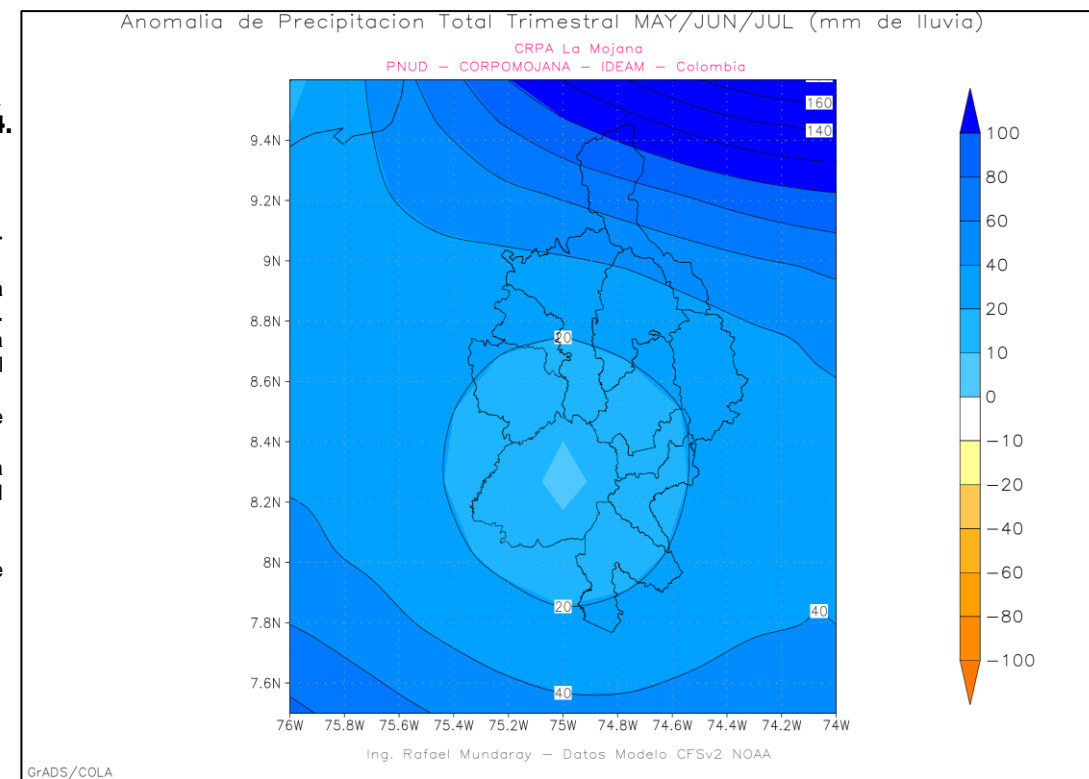 Anomalia de Precipitacion Total Trimestral MAY/JUN/JUL (mm de lluvia)
CRPA La Mojana
PNUD – CORPOMOJANA – IDEAM – Colombia
4.
a
a
l
e
a
l
e
160
140
20
20
40
40
9.4N
9.2N
9N
8.8N
8.6N
8.4N
8.2N
8N
7.8N
7.6N
76W 75.8W 75.6W 75.4W 75.2W 75W 74.8W 74.6W 74.4W 74.2W 74W
100
80
60
40
20
10
0
−10
−20
−40
−60
−80
−100
Ing. Rafael Mundaray – Datos Modelo CFSv2 NOAA
GrADS/COLA